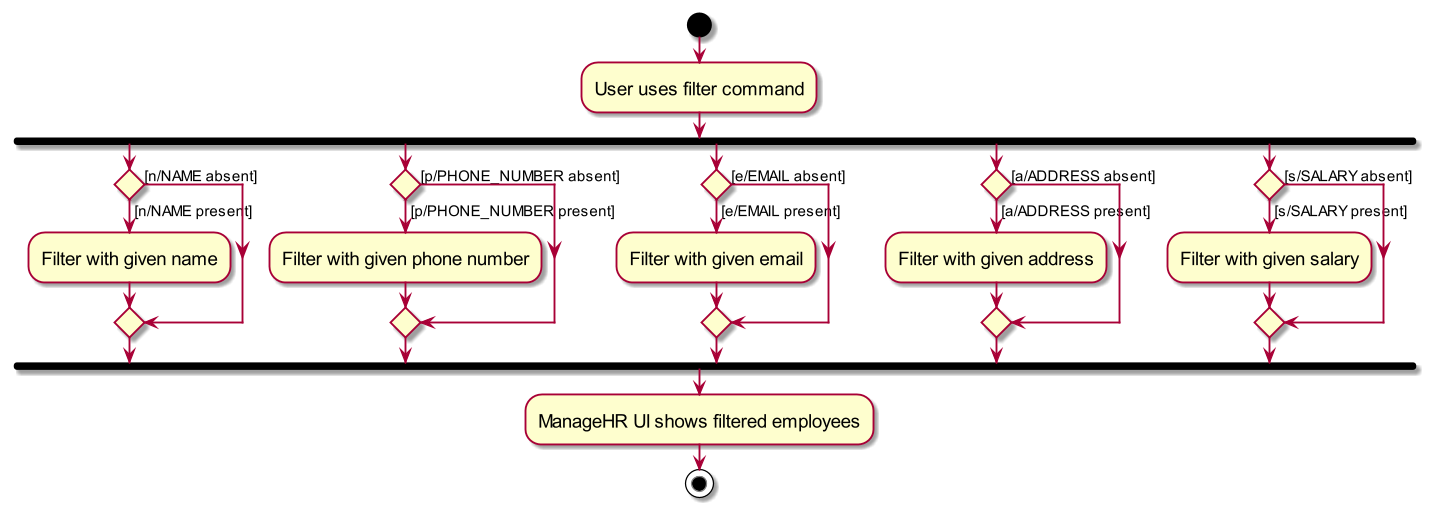 User uses filter command
[n/NAME absent]
[p/PHONE_NUMBER absent]
[e/EMAIL absent]
[a/ADDRESS absent]
[s/SALARY absent]
[n/NAME present]
[p/PHONE_NUMBER present]
[e/EMAIL present]
[a/ADDRESS present]
[s/SALARY present]
Filter with given name
Filter with given phone number
Filter with given email
Filter with given address
Filter with given salary
ManageHR UI shows filtered employees